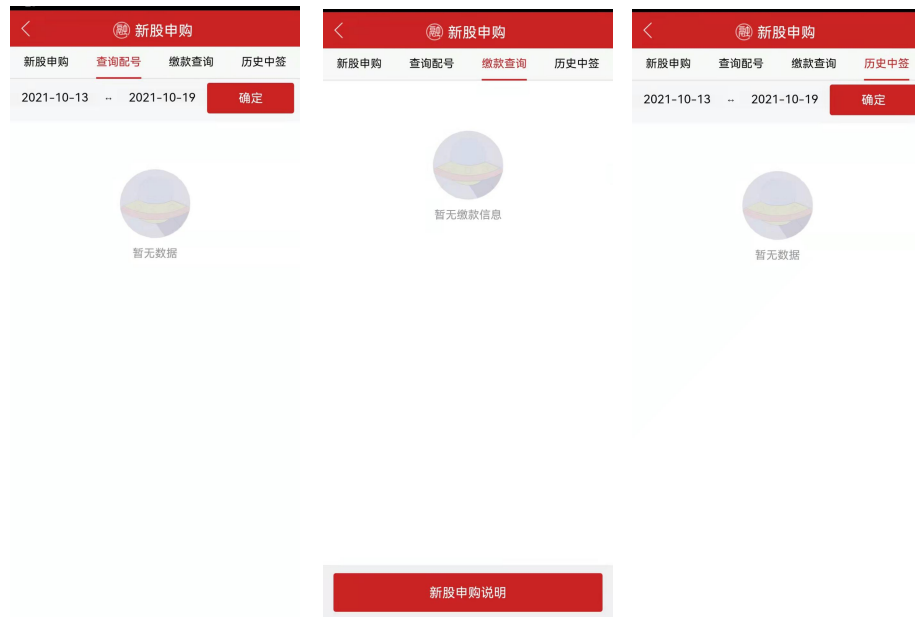 融 新股申购
新股申购 查询配号 缴款查询 历史中签
2021-10-13 -- 2021-10-19 确定
暂无数据
融 新股申购
新股申购 查询配号 缴款查询 历史中签
暂无缴款信息
新股申购说明
融 新股申购
新股申购 查询配号 缴款查询 历史中签
2021-10-13 -- 2021-10-19 确定
暂无数据